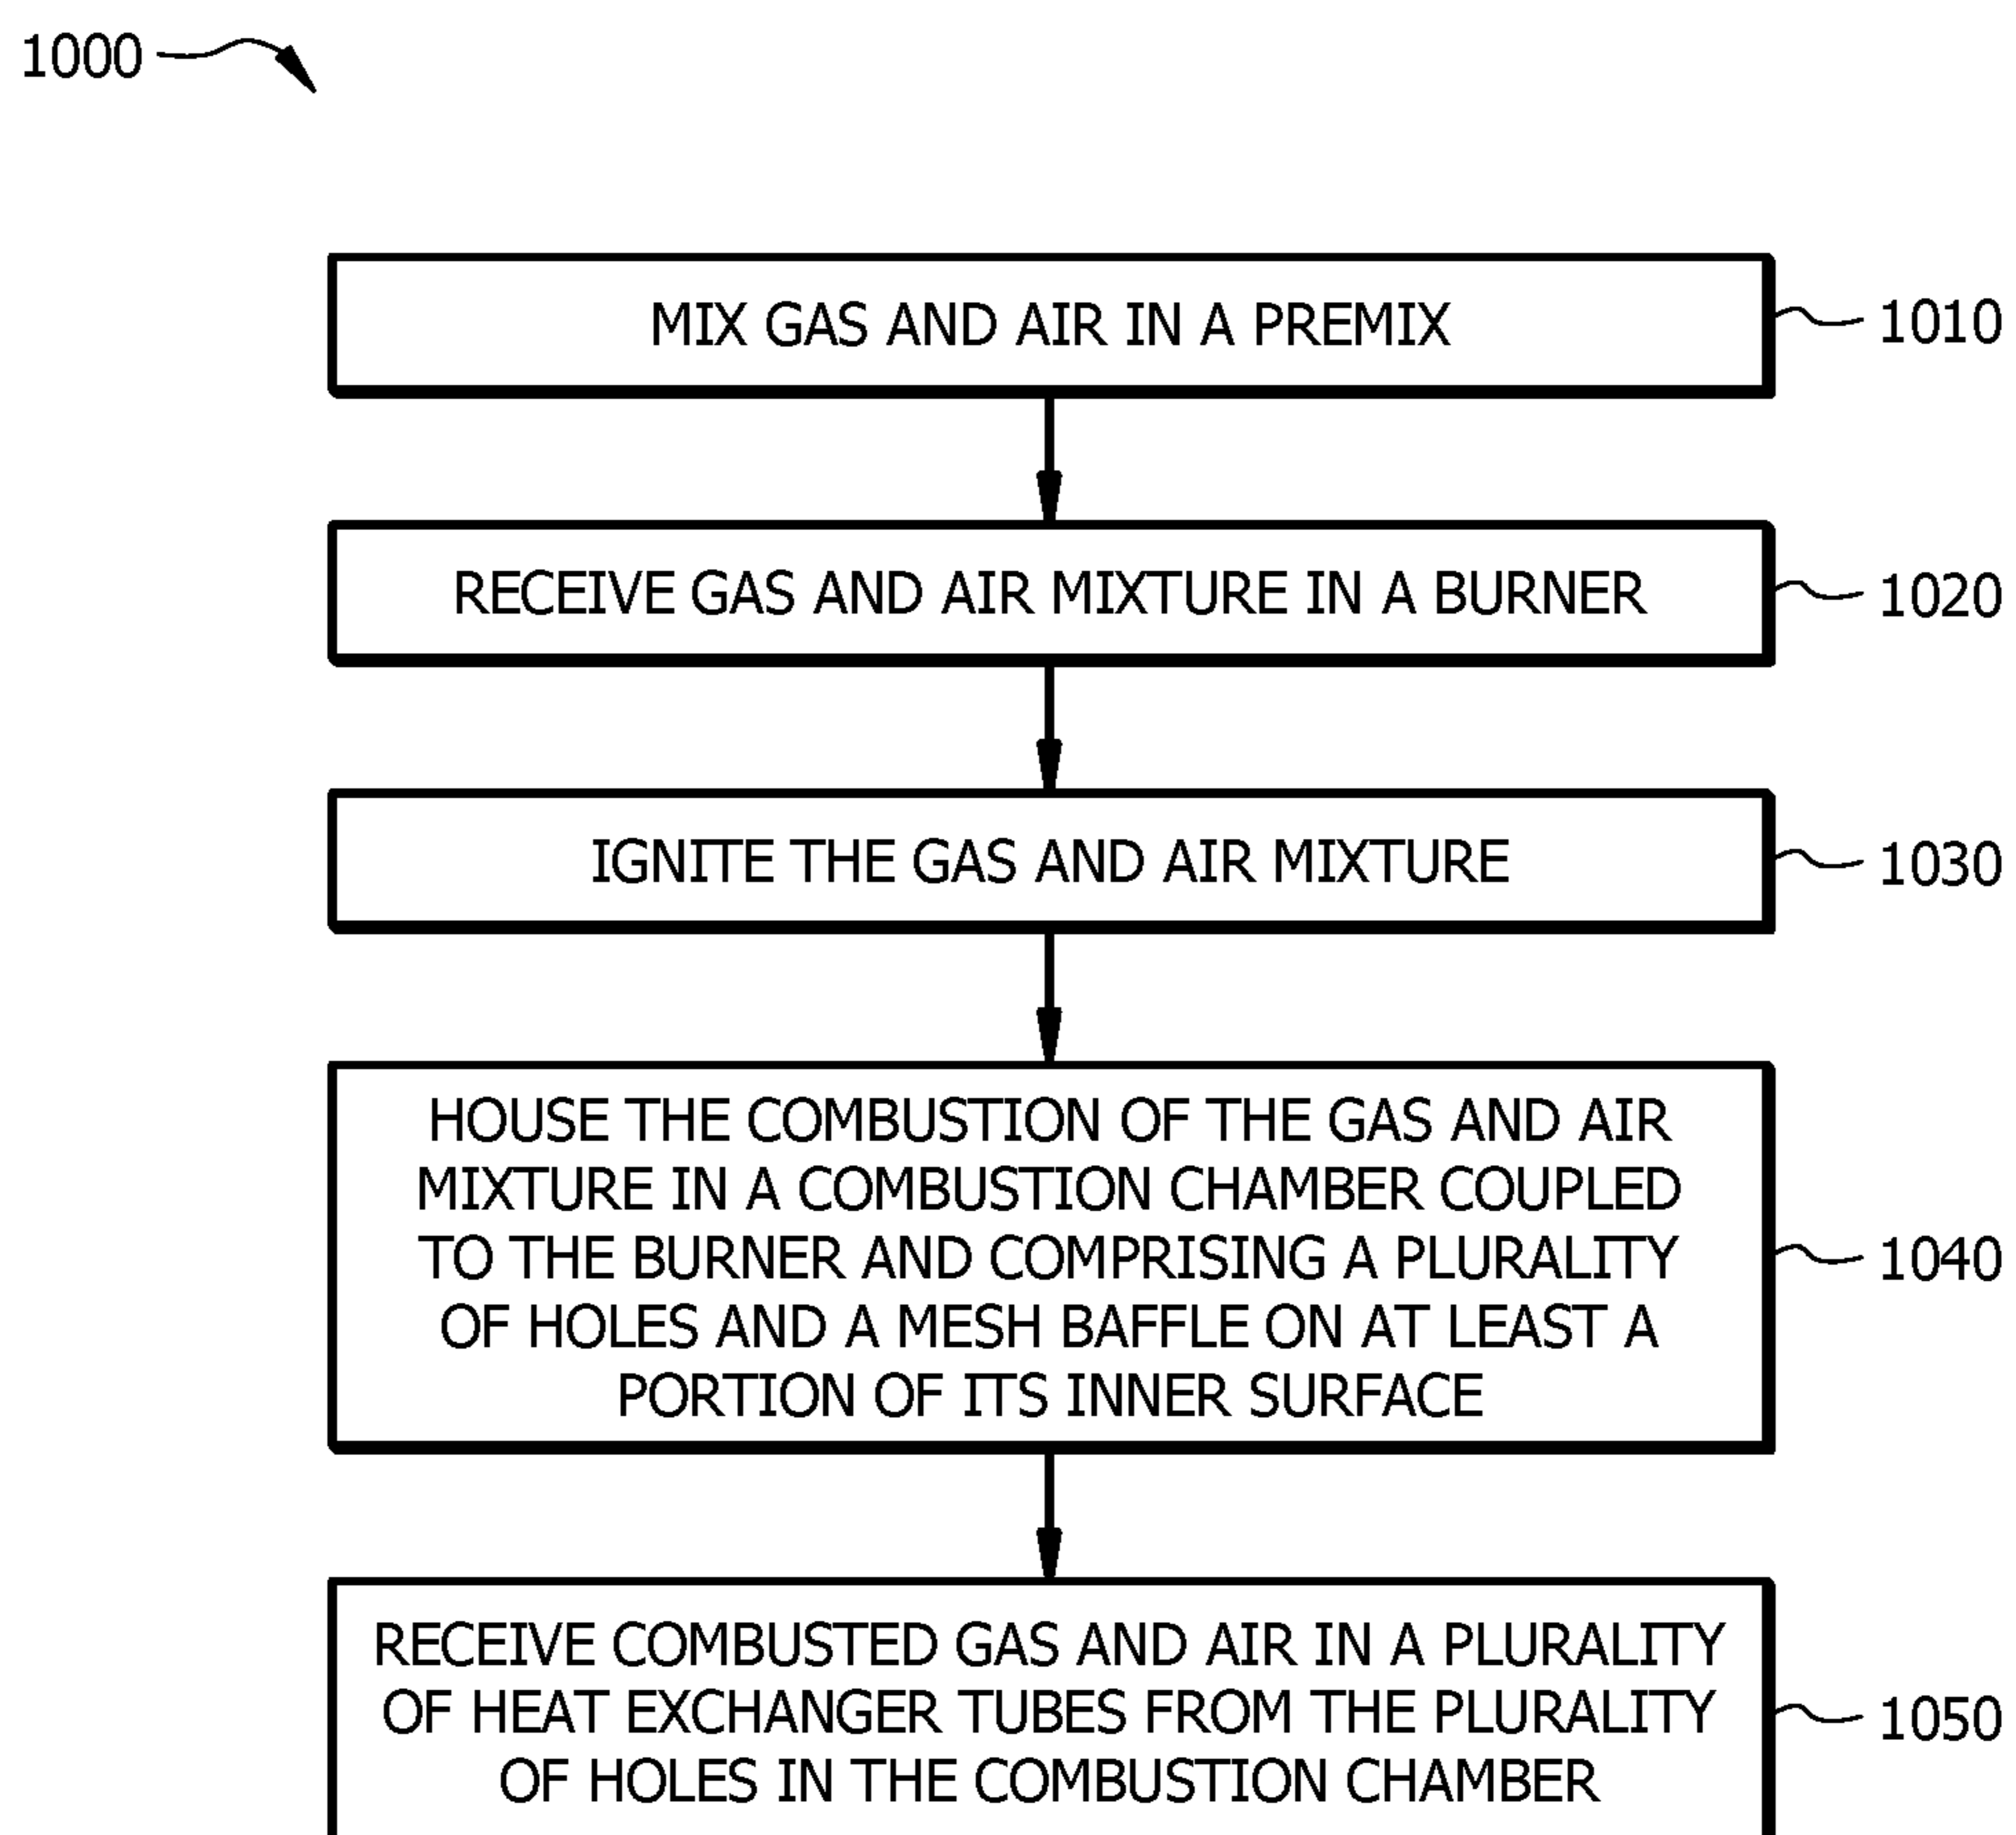 1000
MIX GAS AND AIR IN A PREMIX
1010
RECEIVE GAS AND AIR MIXTURE IN A BURNER
1020
IGNITE THE GAS AND AIR MIXTURE
1030
HOUSE THE COMBUSTION OF THE GAS AND AIR
MIXTURE IN A COMBUSTION CHAMBER COUPLED
TO THE BURNER AND COMPRISING A PLURALITY
OF HOLES AND A MESH BAFFLE ON AT LEAST A
PORTION OF ITS INNER SURFACE
1040
RECEIVE COMBUSTED GAS AND AIR IN A PLURALITY
OF HEAT EXCHANGER TUBES FROM THE PLURALITY
OF HOLES IN THE COMBUSTION CHAMBER
1050